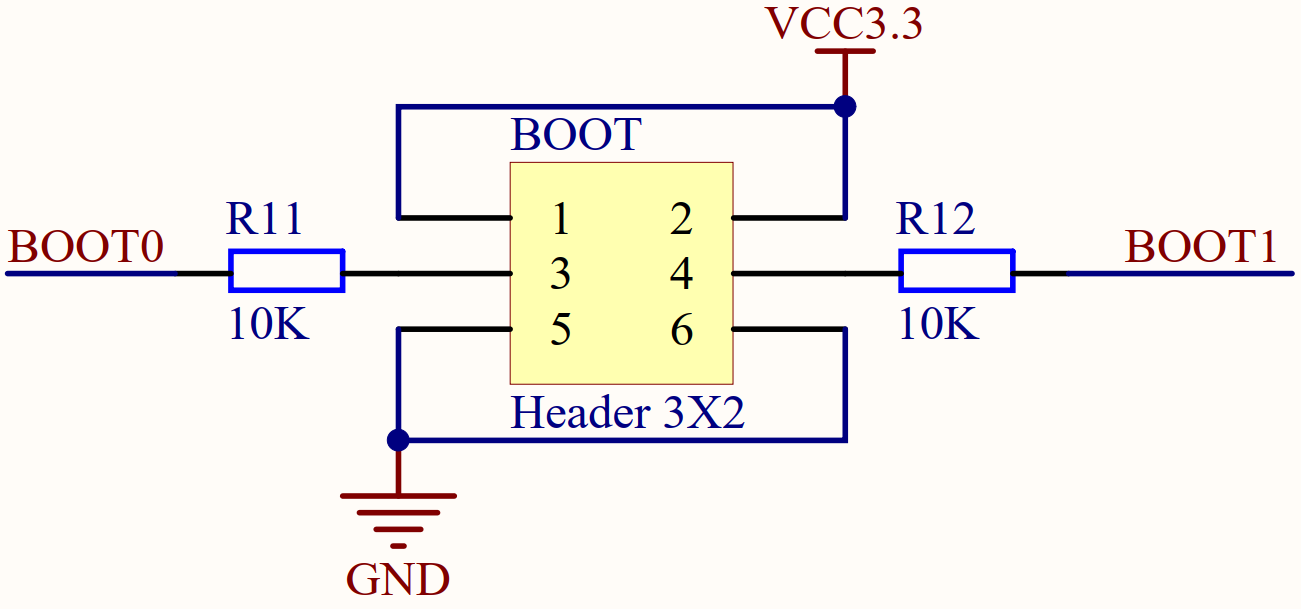 VCC3.3
BOOT
R11
1 2
R12
BOOT0
3 4
BOOT1
10K
5 6
10K
Header 3X2
GND